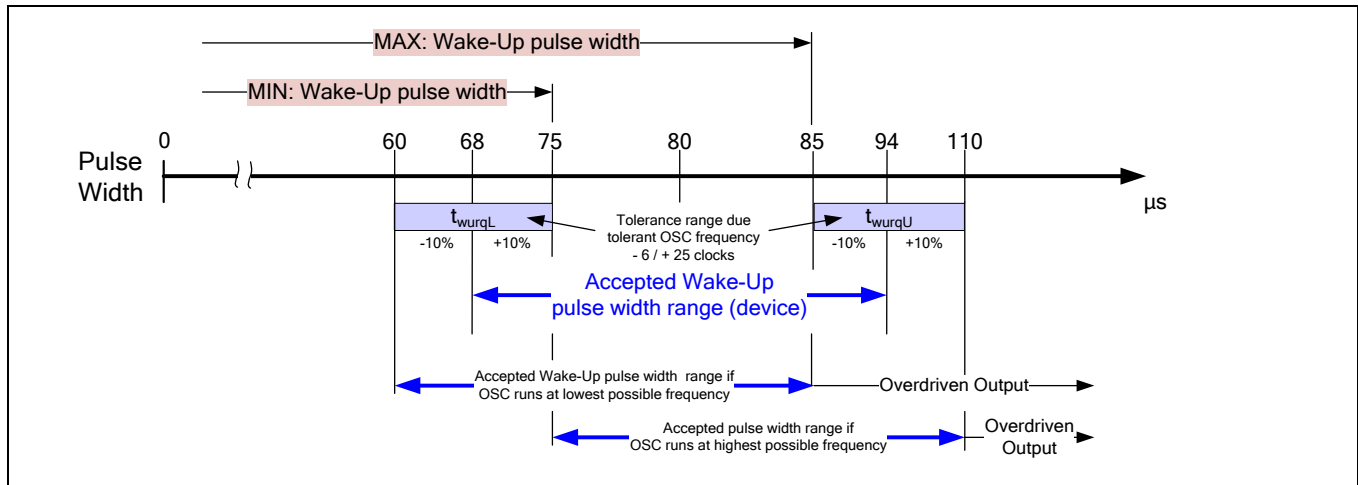 MAX: Wake-Up pulse width
MIN: Wake-Up pulse width
0 60 68 75 80 85 94 110
Pulse
Width
µs
twurqL
twurqU
Tolerance range due
tolerant OSC frequency
- 6 / + 25 clocks
-10% +10%
-10% +10%
Accepted Wake-Up
pulse width range (device)
Accepted Wake-Up pulse width range if
OSC runs at lowest possible frequency
Overdriven Output
Accepted pulse width range if
OSC runs at highest possible frequency
Overdriven
Output